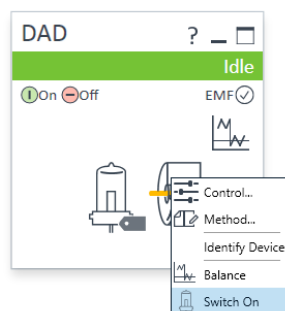 DAD ?
Idle
On Off EMF
Control...
Method...
Identify Device
Balance
Switch On